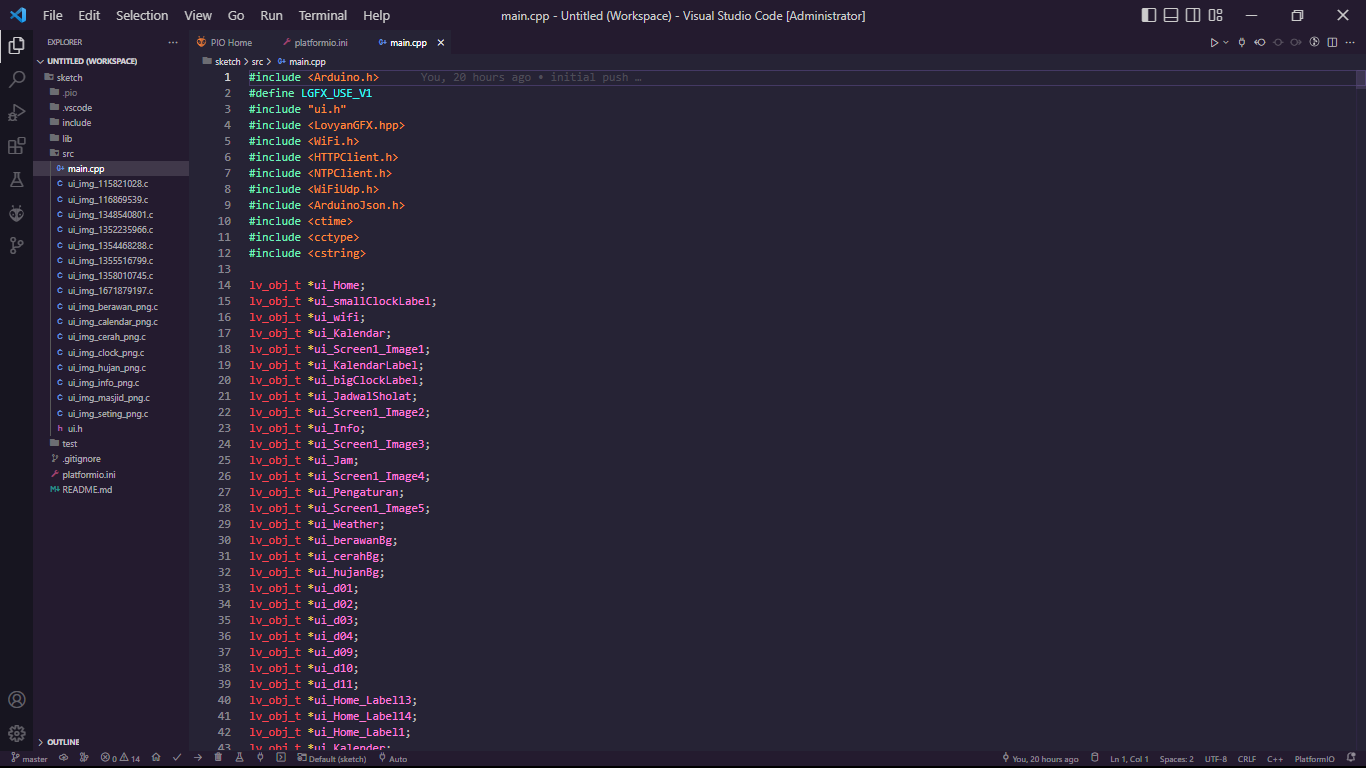 File Edit Selection View Go Run Terminal Help
main.cpp - Untitled (Workspace) - Visual Studio Code [Administrator]
EXPLORER
UNTITLED (WORKSPACE)
sketch
.pio
.vscode
include
lib
src
main.cpp
ui_img_115821028.c
ui_img_116869539.c
ui_img_1348540801.c
ui_img_1352235966.c
ui_img_1354468288.c
ui_img_1355516799.c
ui_img_1358010745.c
ui_img_1671879197.c
ui_img_berawan_png.c
ui_img_calendar_png.c
ui_img_cerah_png.c
ui_img_clock_png.c
ui_img_hujan_png.c
ui_img_info_png.c
ui_img_masjid_png.c
ui_img_seting_png.c
ui.h
test
.gitignore
platformio.ini
README.md
OUTLINE
PIO Home platformio.ini main.cpp
sketch > src > main.cpp
1 #include <Arduino.h> You, 20 hours ago • initial push …
2 #define LGFX_USE_V1
3 #include "ui.h"
4 #include <LovyanGFX.hpp>
5 #include <WiFi.h>
6 #include <HTTPClient.h>
7 #include <NTPClient.h>
8 #include <WiFiUdp.h>
9 #include <ArduinoJson.h>
10 #include <ctime>
11 #include <cctype>
12 #include <cstring>
13
14 lv_obj_t *ui_Home;
15 lv_obj_t *ui_smallClockLabel;
16 lv_obj_t *ui_wifi;
17 lv_obj_t *ui_Kalendar;
18 lv_obj_t *ui_Screen1_Image1;
19 lv_obj_t *ui_KalendarLabel;
20 lv_obj_t *ui_bigClockLabel;
21 lv_obj_t *ui_JadwalSholat;
22 lv_obj_t *ui_Screen1_Image2;
23 lv_obj_t *ui_Info;
24 lv_obj_t *ui_Screen1_Image3;
25 lv_obj_t *ui_Jam;
26 lv_obj_t *ui_Screen1_Image4;
27 lv_obj_t *ui_Pengaturan;
28 lv_obj_t *ui_Screen1_Image5;
29 lv_obj_t *ui_Weather;
30 lv_obj_t *ui_berawanBg;
31 lv_obj_t *ui_cerahBg;
32 lv_obj_t *ui_hujanBg;
33 lv_obj_t *ui_d01;
34 lv_obj_t *ui_d02;
35 lv_obj_t *ui_d03;
36 lv_obj_t *ui_d04;
37 lv_obj_t *ui_d09;
38 lv_obj_t *ui_d10;
39 lv_obj_t *ui_d11;
40 lv_obj_t *ui_Home_Label13;
41 lv_obj_t *ui_Home_Label14;
42 lv_obj_t *ui_Home_Label1;
43 lv_obj_t *ui_Kalender;
master 0 14 Default (sketch) Auto You, 20 hours ago Ln 1, Col 1 Spaces: 2 UTF-8 CRLF C++ PlatformIO